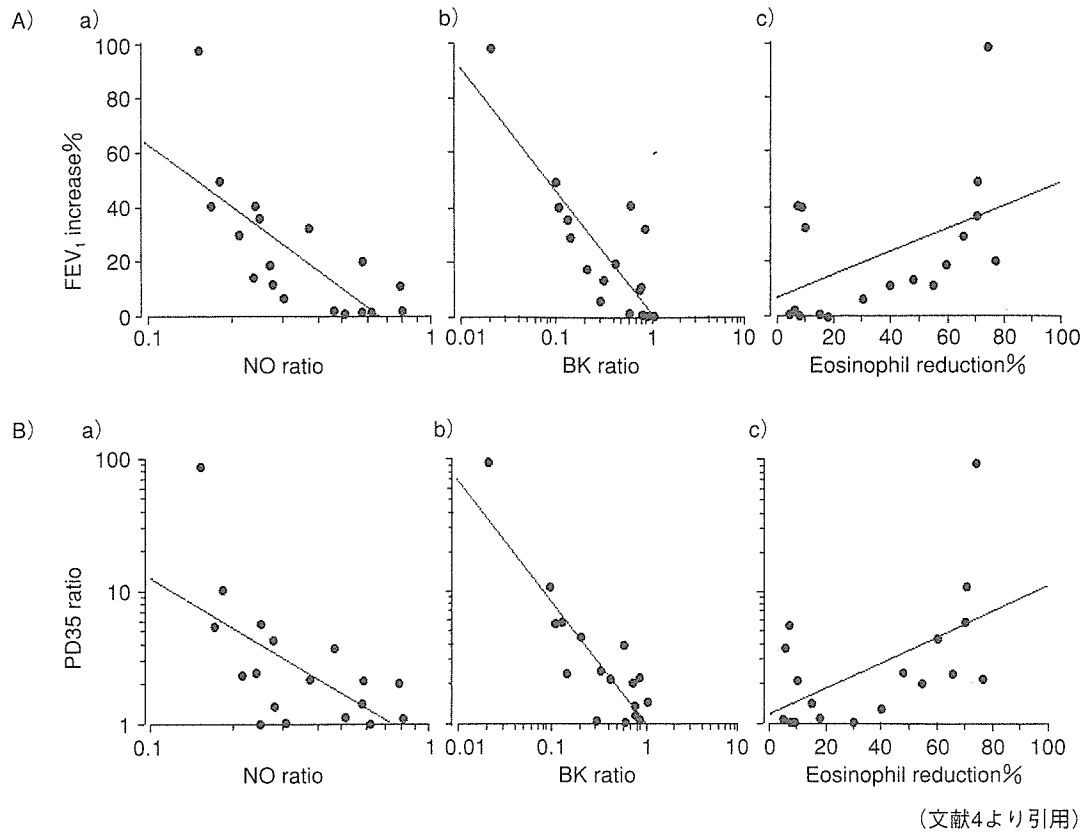 A) a) b) c)
100
80
60
40
20
0
FEV₁ increase%
0.1 1
NO ratio
0.01 0.1 1 10
BK ratio
0 20 40 60 80 100
Eosinophil reduction%
B) a) b) c)
100
10
1
PD35 ratio
0.1 1
NO ratio
0.01 0.1 1 10
BK ratio
0 20 40 60 80 100
Eosinophil reduction%
(文献4より引用)